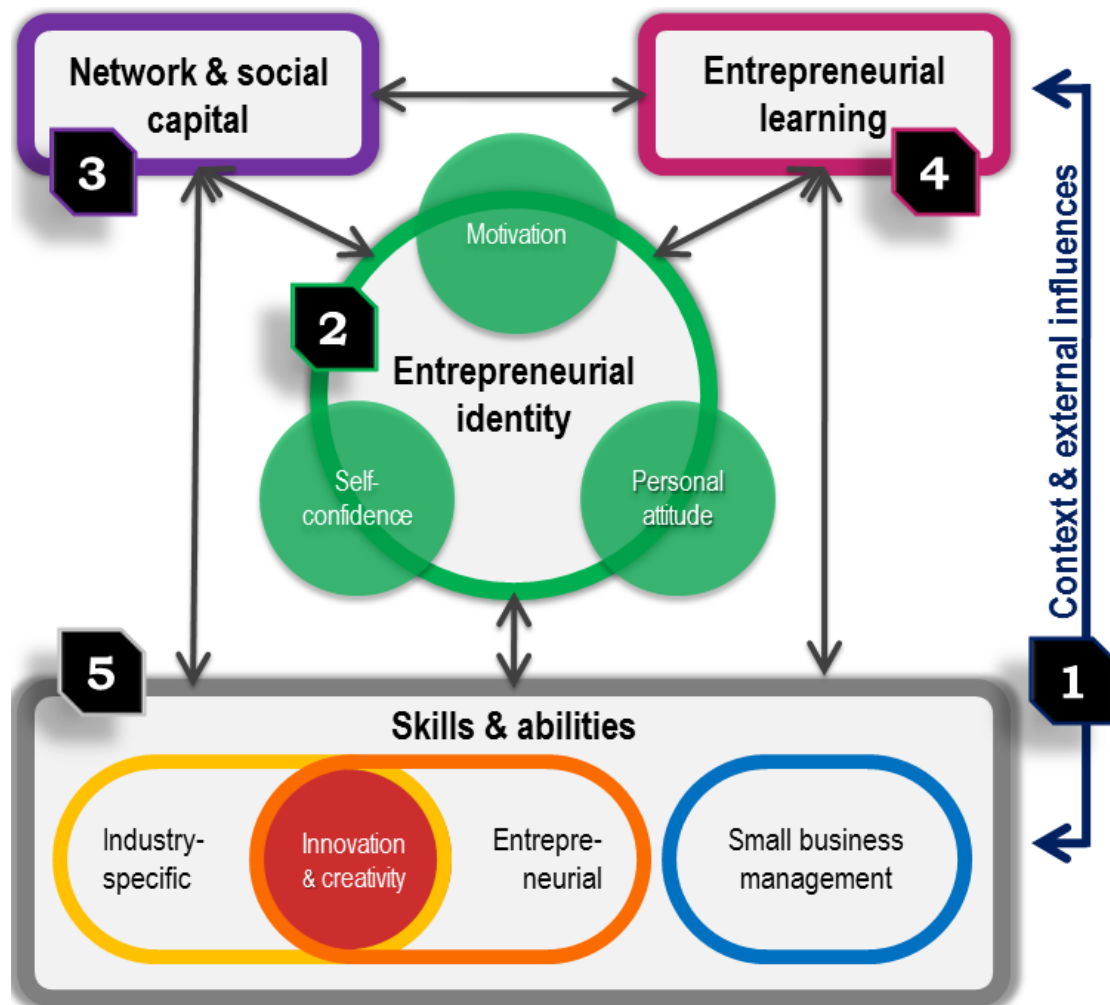 Network & social
capital
3
Entrepreneurial
learning
4
Motivation
2
Entrepreneurial
identity
Self-
confidence
Personal
attitude
Context & external influences
1
5
Skills & abilities
Industry-
specific
Innovation
& creativity
Entrepre-
neurial
Small business
management